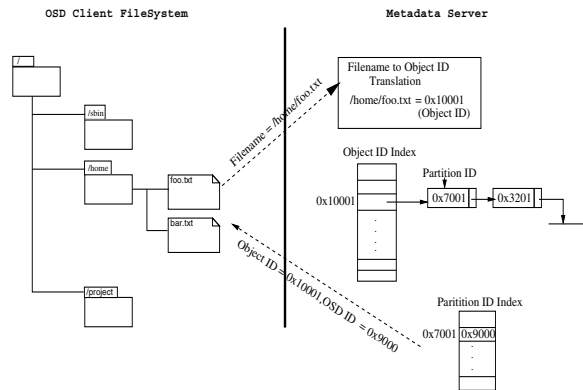 OSD Client FileSystem
Metadata Server
/
/sbin
/home
foo.txt
bar.txt
/project
Filename = /home/foo.txt
Filename to Object ID
Translation
/home/foo.txt = 0x10001
(Object ID)
Object ID Index
Partition ID
0x10001
0x7001
0x3201
Object ID = 0x10001,OSD ID = 0x9000
Paritition ID Index
0x7001
0x9000